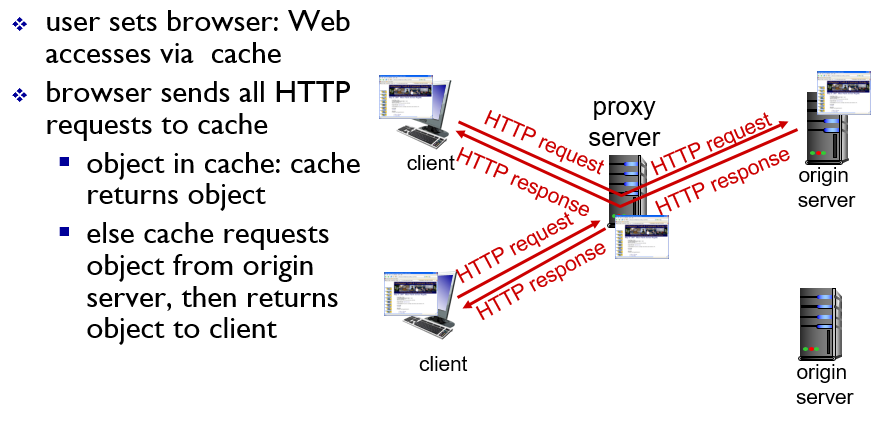 user sets browser: Web
accesses via cache
browser sends all HTTP
requests to cache
object in cache: cache
returns object
else cache requests
object from origin
server, then returns
object to client
proxy
server
client
HTTP request
HTTP response
HTTP request
HTTP response
origin
server
HTTP request
HTTP response
client
origin
server